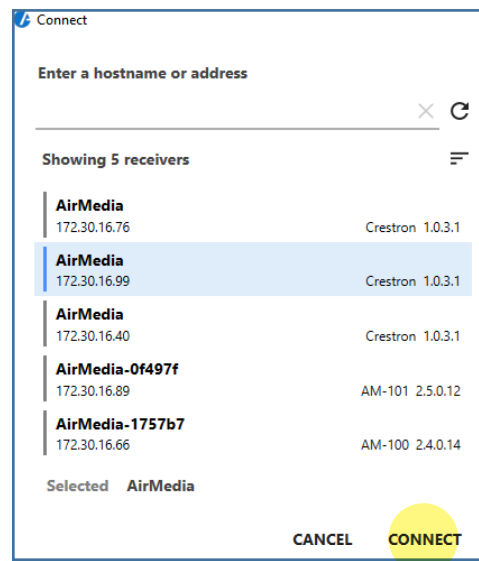 Connect
Enter a hostname or address
Showing 5 receivers
AirMedia
172.30.16.76 Crestron 1.0.3.1
AirMedia
172.30.16.99 Crestron 1.0.3.1
AirMedia
172.30.16.40 Crestron 1.0.3.1
AirMedia-0f497f
172.30.16.89 AM-101 2.5.0.12
AirMedia-1757b7
172.30.16.66 AM-100 2.4.0.14
Selected AirMedia
CANCEL CONNECT